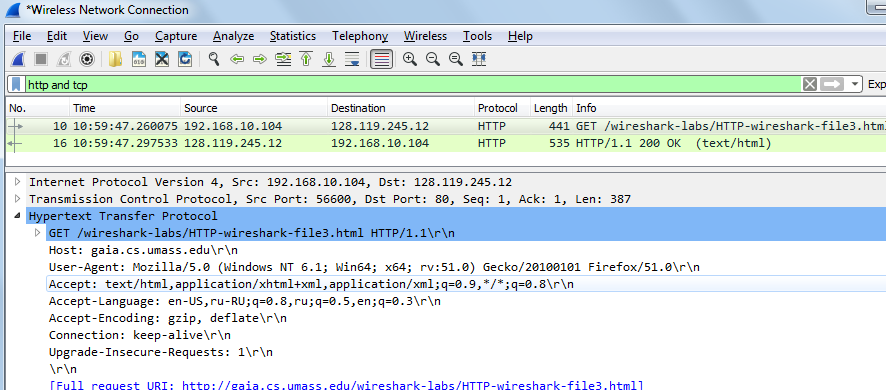 *Wireless Network Connection
File Edit View Go Capture Analyze Statistics Telephony Wireless Tools Help
http and tcp Exp
No. Time Source Destination Protocol Length Info
10 10:59:47.260075 192.168.10.104 128.119.245.12 HTTP 441 GET /wireshark-labs/HTTP-wireshark-file3.html
16 10:59:47.297533 128.119.245.12 192.168.10.104 HTTP 535 HTTP/1.1 200 OK (text/html)
Internet Protocol Version 4, Src: 192.168.10.104, Dst: 128.119.245.12
Transmission Control Protocol, Src Port: 56600, Dst Port: 80, Seq: 1, Ack: 1, Len: 387
Hypertext Transfer Protocol
GET /wireshark-labs/HTTP-wireshark-file3.html HTTP/1.1\r\n
Host: gaia.cs.umass.edu\r\n
User-Agent: Mozilla/5.0 (Windows NT 6.1; Win64; x64; rv:51.0) Gecko/20100101 Firefox/51.0\r\n
Accept: text/html,application/xhtml+xml,application/xml;q=0.9,*/*;q=0.8\r\n
Accept-Language: en-US,ru-RU;q=0.8,ru;q=0.5,en;q=0.3\r\n
Accept-Encoding: gzip, deflate\r\n
Connection: keep-alive\r\n
Upgrade-Insecure-Requests: 1\r\n
\r\n
[Full request URI: http://gaia.cs.umass.edu/wireshark-labs/HTTP-wireshark-file3.html]